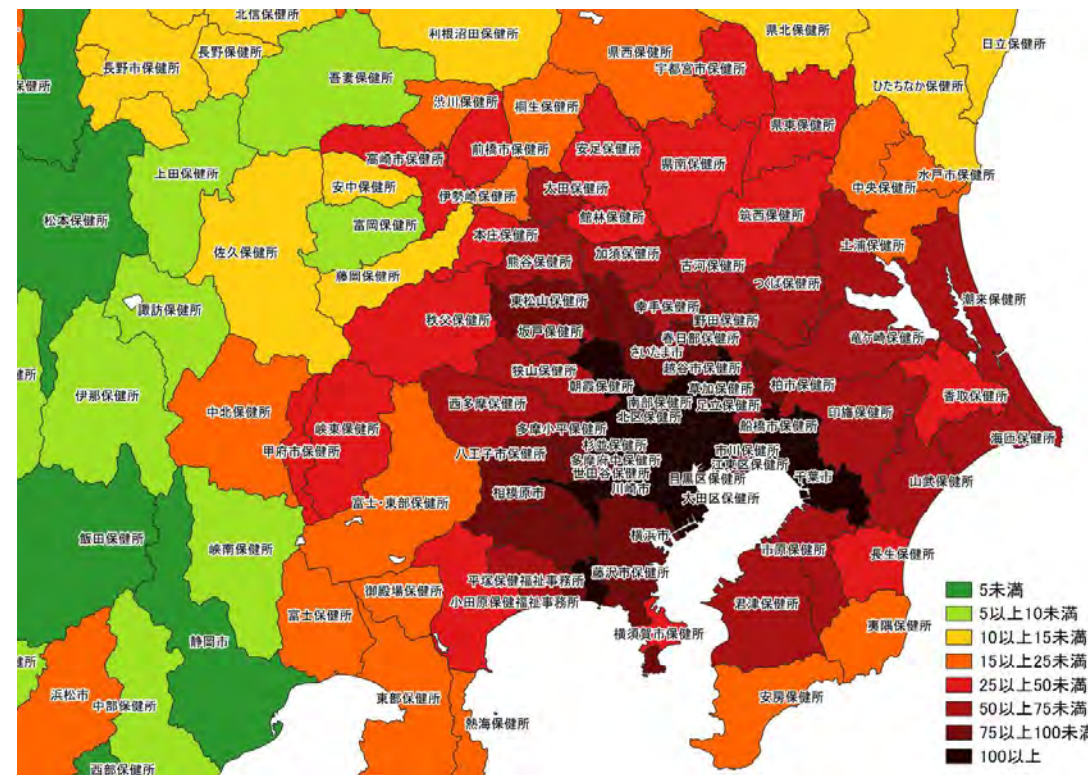 北信保健所
利根沼田保健所
県北保健所
県西保健所
日立保健所
長野保健所
長野市保健所
宇都宮市保健所
吾妻保健所
ひたちなか保健所
保健所
渋川保健所
桐生保健所
県東保健所
高崎市保健所
前橋市保健所
安足保健所
県南保健所
上田保健所
水戸市保健所
安中保健所
伊勢崎保健所
太田保健所
中央保健所
松本保健所
富岡保健所
館林保健所
筑西保健所
本庄保健所
土浦保健所
佐久保健所
熊谷保健所
加須保健所
古河保健所
藤岡保健所
つくば保健所
諏訪保健所
東松山保健所
幸手保健所
潮来保健所
秩父保健所
野田保健所
坂戸保健所
春日部保健所
竜ケ崎保健所
さいたま市
狭山保健所
越谷市保健所
健所
伊那保健所
朝霞保健所
草加保健所
柏市保健所
香取保健所
中北保健所
西多摩保健所
南部保健所
足立保健所
印旛保健所
北区保健所
峡東保健所
多摩小平保健所
船橋市保健所
海匝保健所
甲府市保健所
八王子市保健所
杉並保健所
市川保健所
多摩府中保健所
江東区保健所
世田谷保健所
目黒区保健所
千葉市
山武保健所
相模原市
川崎市
大田区保健所
富士・東部保健所
飯田保健所
峡南保健所
横浜市
市原保健所
長生保健所
藤沢市保健所
平塚保健福祉事務所
御殿場保健所
小田原保健福祉事務所
君津保健所
富士保健所
夷隅保健所
静岡市
横須賀市保健所
健所
浜松市
中部保健所
東部保健所
安房保健所
熱海保健所
西部保健所
5未満
5以上10未満
10以上15未満
15以上25未満
25以上50未満
50以上75未満
75以上100未満
100以上